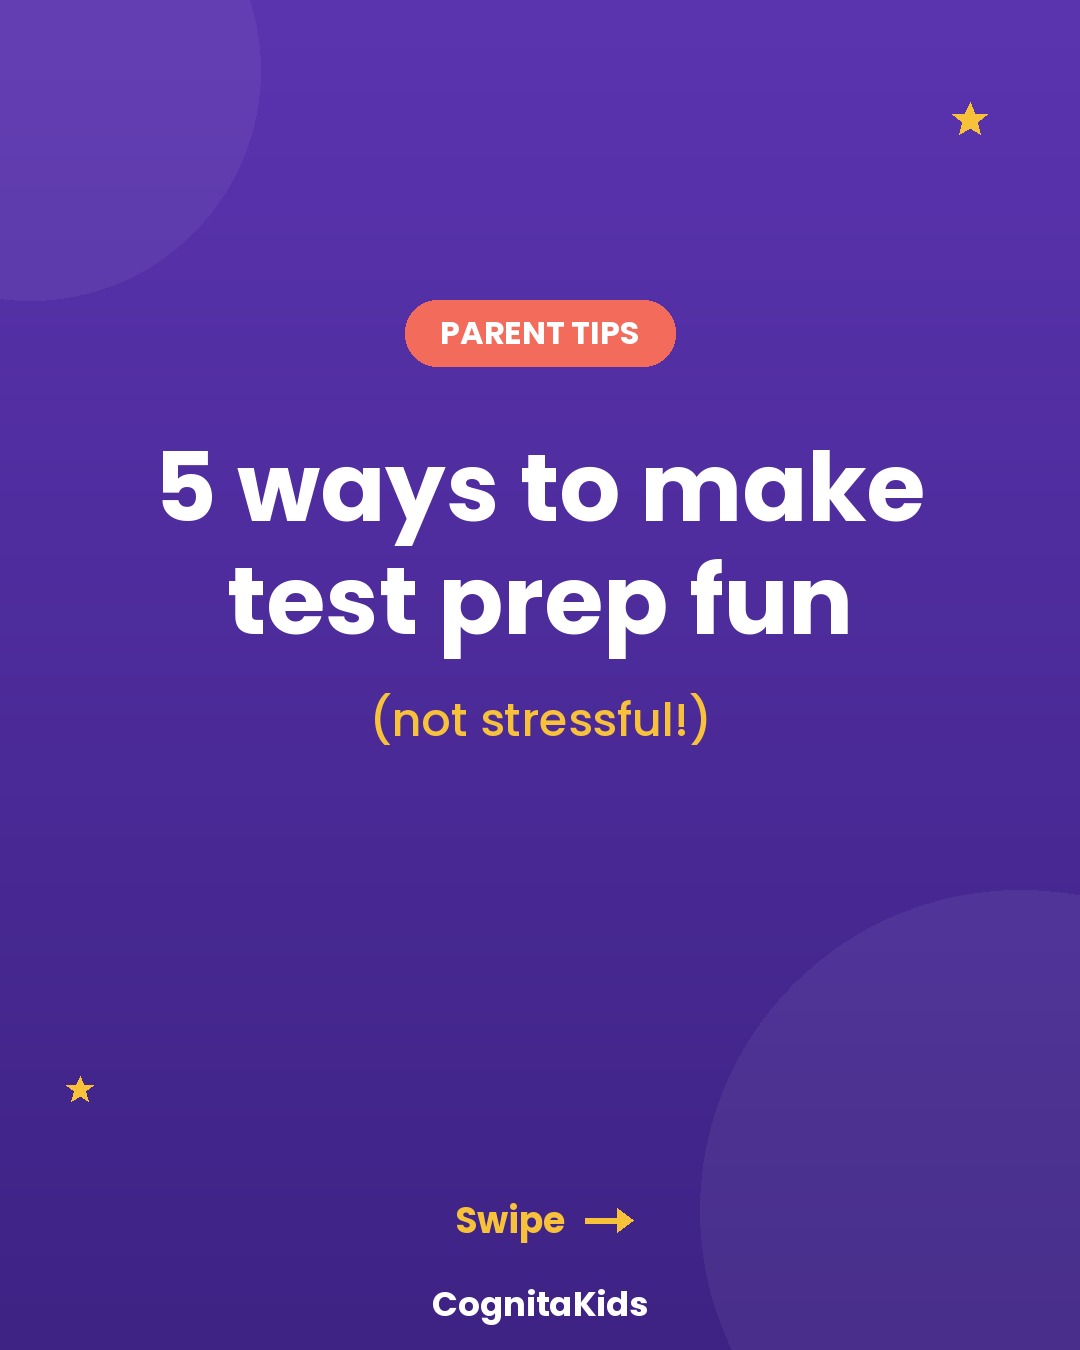 PARENT TIPS
5 ways to make
test prep fun
(not stressful!)
Swipe →
CognitaKids